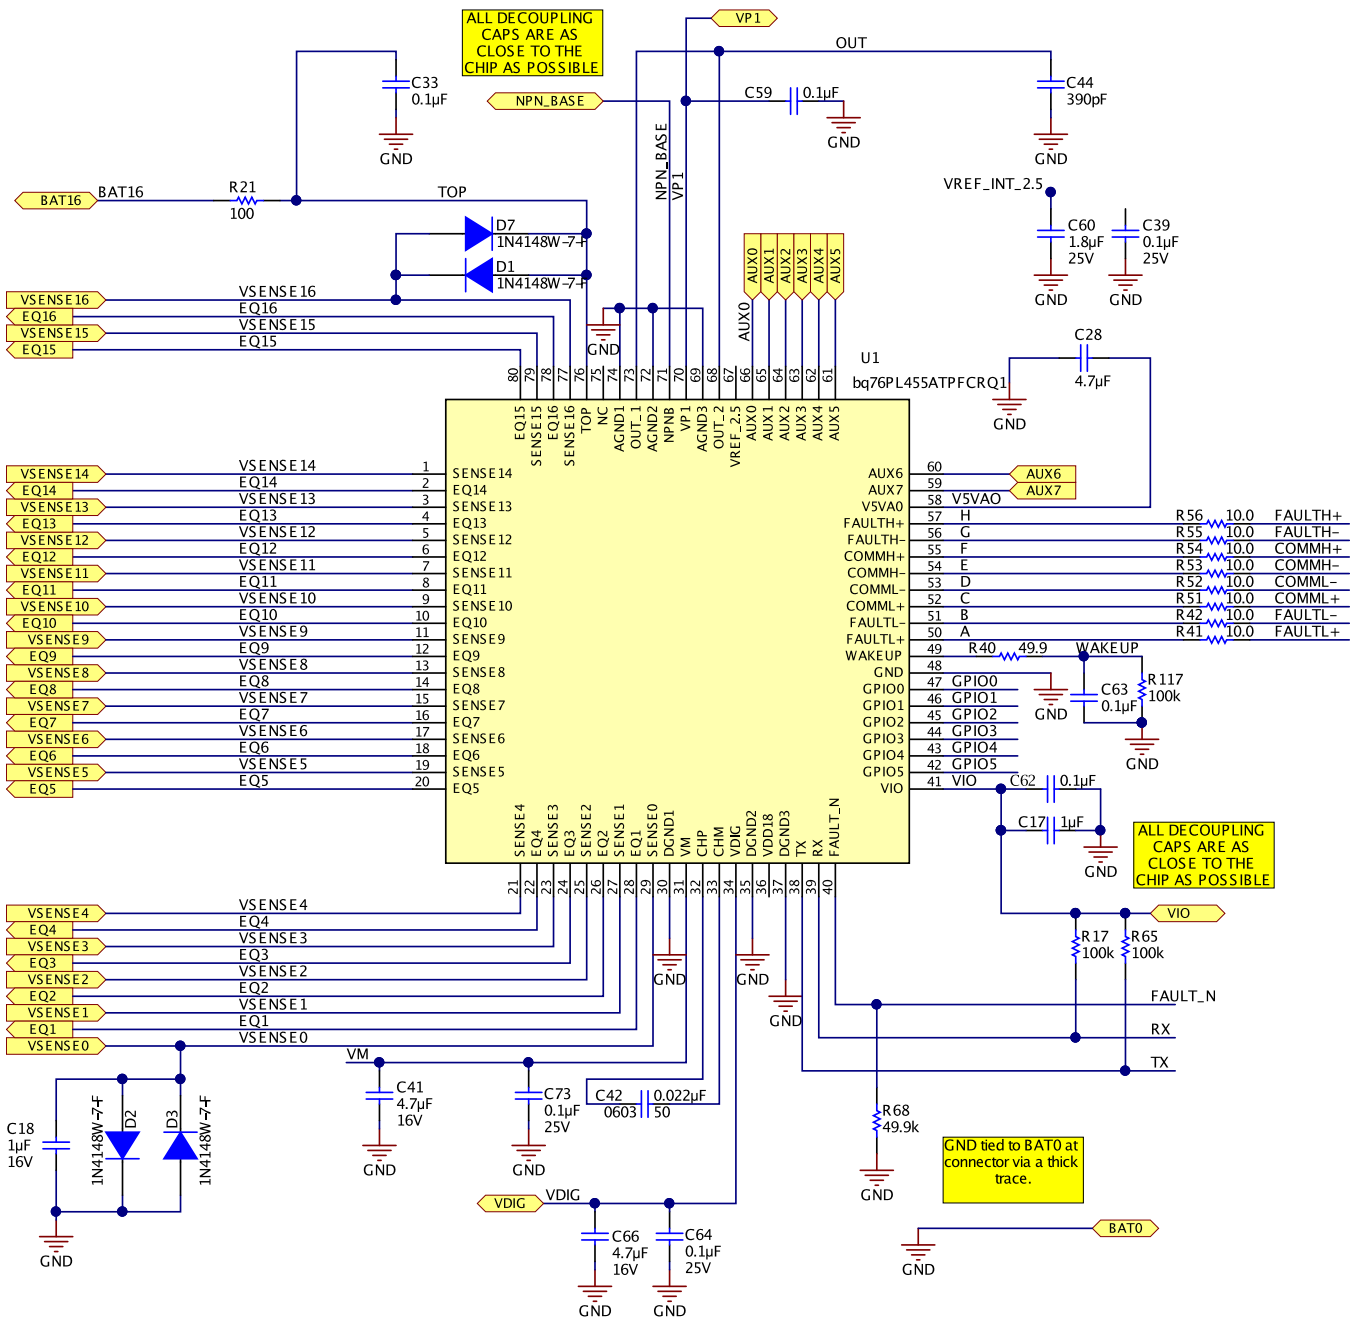 ALL DECOUPLING
CAPS ARE AS
CLOSE TO THE
CHIP AS POSSIBLE
VP1
OUT
C33
0.1µF
GND
NPN_BASE
C59
0.1µF
GND
C44
390pF
GND
NPN_BASE
VP1
BAT16
BAT16
R21
100
TOP
VREF_INT_2.5
C60
1.8µF
25V
GND
C39
0.1µF
25V
GND
D7
1N4148W-7-F
D1
1N4148W-7-F
AUX0
AUX1
AUX2
AUX3
AUX4
AUX5
AUX0
VSENSE16
VSENSE16
EQ16
EQ16
VSENSE15
VSENSE15
EQ15
EQ15
GND
C28
4.7µF
GND
U1
bq76PL455ATPFCRQ1
80
79
78
77
76
75
74
73
72
71
70
69
68
67
66
65
64
63
62
61
EQ15
SENSE15
EQ16
SENSE16
TOP
NC
AGND1
OUT_1
AGND2
NPNB
VP1
AGND3
OUT_2
VREF_2.5
AUX0
AUX1
AUX2
AUX3
AUX4
AUX5
VSENSE14 VSENSE14 1 SENSE14
EQ14 EQ14 2 EQ14
VSENSE13 VSENSE13 3 SENSE13
EQ13 EQ13 4 EQ13
VSENSE12 VSENSE12 5 SENSE12
EQ12 EQ12 6 EQ12
VSENSE11 VSENSE11 7 SENSE11
EQ11 EQ11 8 EQ11
VSENSE10 VSENSE10 9 SENSE10
EQ10 EQ10 10 EQ10
VSENSE9 VSENSE9 11 SENSE9
EQ9 EQ9 12 EQ9
VSENSE8 VSENSE8 13 SENSE8
EQ8 EQ8 14 EQ8
VSENSE7 VSENSE7 15 SENSE7
EQ7 EQ7 16 EQ7
VSENSE6 VSENSE6 17 SENSE6
EQ6 EQ6 18 EQ6
VSENSE5 VSENSE5 19 SENSE5
EQ5 EQ5 20 EQ5
AUX6 60 AUX6
AUX7 59 AUX7
V5VAO 58 V5VAO
FAULTH+ 57 H R56 10.0 FAULTH+
FAULTH- 56 G R55 10.0 FAULTH-
COMMH+ 55 F R54 10.0 COMMH+
COMMH- 54 E R53 10.0 COMMH-
COMML- 53 D R52 10.0 COMML-
COMML+ 52 C R51 10.0 COMML+
FAULTL- 51 B R42 10.0 FAULTL-
FAULTL+ 50 A R41 10.0 FAULTL+
WAKEUP 49 R40 49.9 WAKEUP
GND 48
GPIO0 47 GPIO0
GPIO1 46 GPIO1
GPIO2 45 GPIO2
GPIO3 44 GPIO3
GPIO4 43 GPIO4
GPIO5 42 GPIO5
VIO 41 VIO
GND
C63
0.1µF
R117
100k
GND
C62 0.1µF
C17 1µF
GND
ALL DECOUPLING
CAPS ARE AS
CLOSE TO THE
CHIP AS POSSIBLE
SENSE4
EQ4
SENSE3
EQ3
SENSE2
EQ2
SENSE1
EQ1
SENSE0
DGND1
VM
CHP
CHM
VDIG
DGND2
VDD18
DGND3
TX
RX
FAULT_N
21
22
23
24
25
26
27
28
29
30
31
32
33
34
35
36
37
38
39
40
VSENSE4 VSENSE4
EQ4 EQ4
VSENSE3 VSENSE3
EQ3 EQ3
VSENSE2 VSENSE2
EQ2 EQ2
VSENSE1 VSENSE1
EQ1 EQ1
VSENSE0 VSENSE0
GND
GND
GND
VIO
R17
100k
R65
100k
FAULT_N
RX
TX
VM
C41
4.7µF
16V
GND
C73
0.1µF
25V
GND
C42
0603
0.022µF
50
C18
1µF
16V
1N4148W-7-F
D2
D3
1N4148W-7-F
GND
R68
49.9k
GND
GND tied to BAT0 at
connector via a thick
trace.
VDIG
VDIG
C66
4.7µF
16V
GND
C64
0.1µF
25V
GND
BAT0
GND